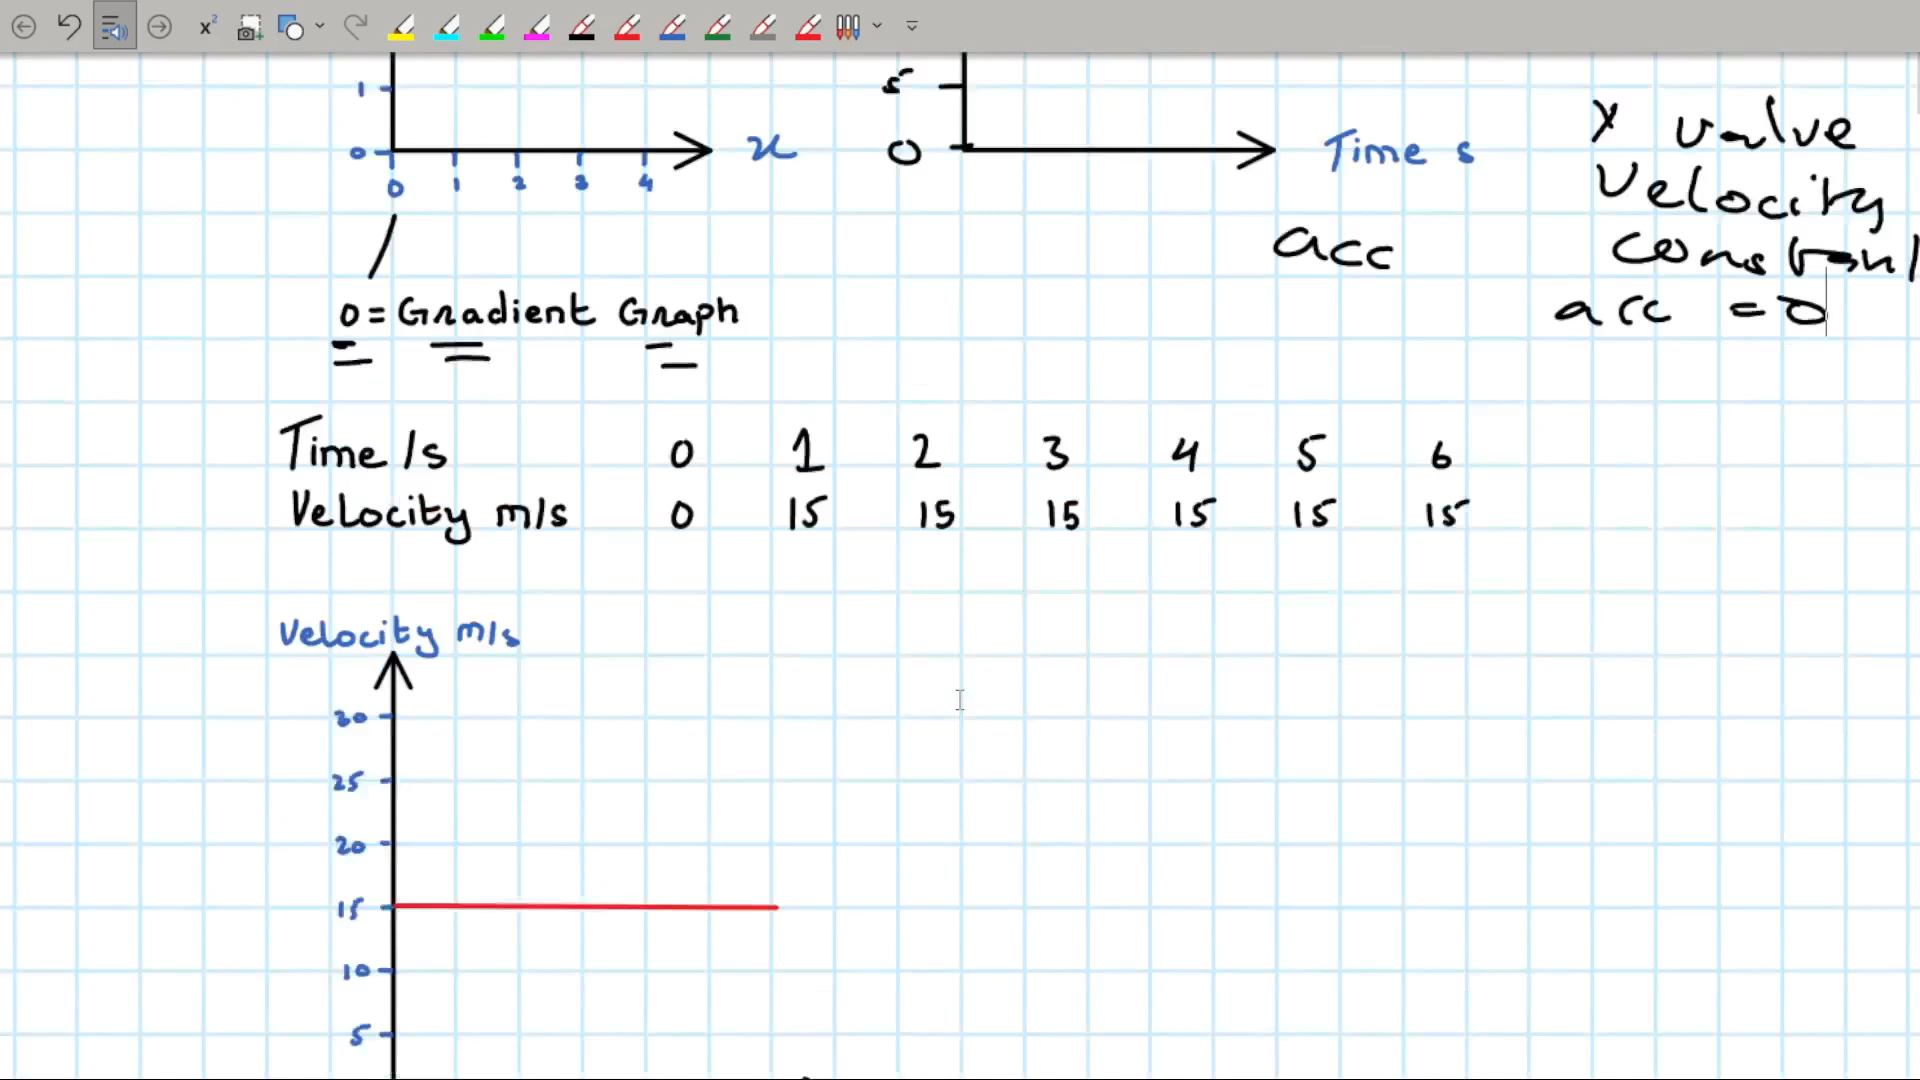 x²
1
0
0 1 2 3 4
x
5
0
Time s
x valve
Velocity
constant
acc
acc = 0
0 = Gradient Graph
Time /s 0 1 2 3 4 5 6
Velocity m/s 0 15 15 15 15 15 15
Velocity m/s
30
25
20
15
10
5